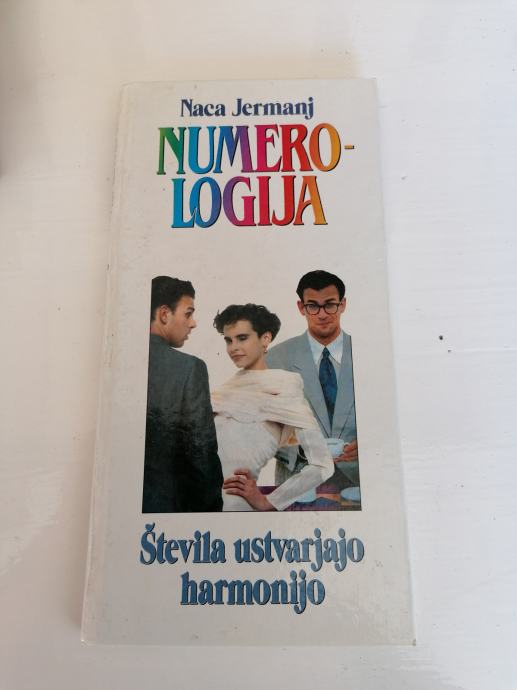 Naca Jermanj
NUMERO-
LOGIJA
Števila ustvarjajo
harmonijo